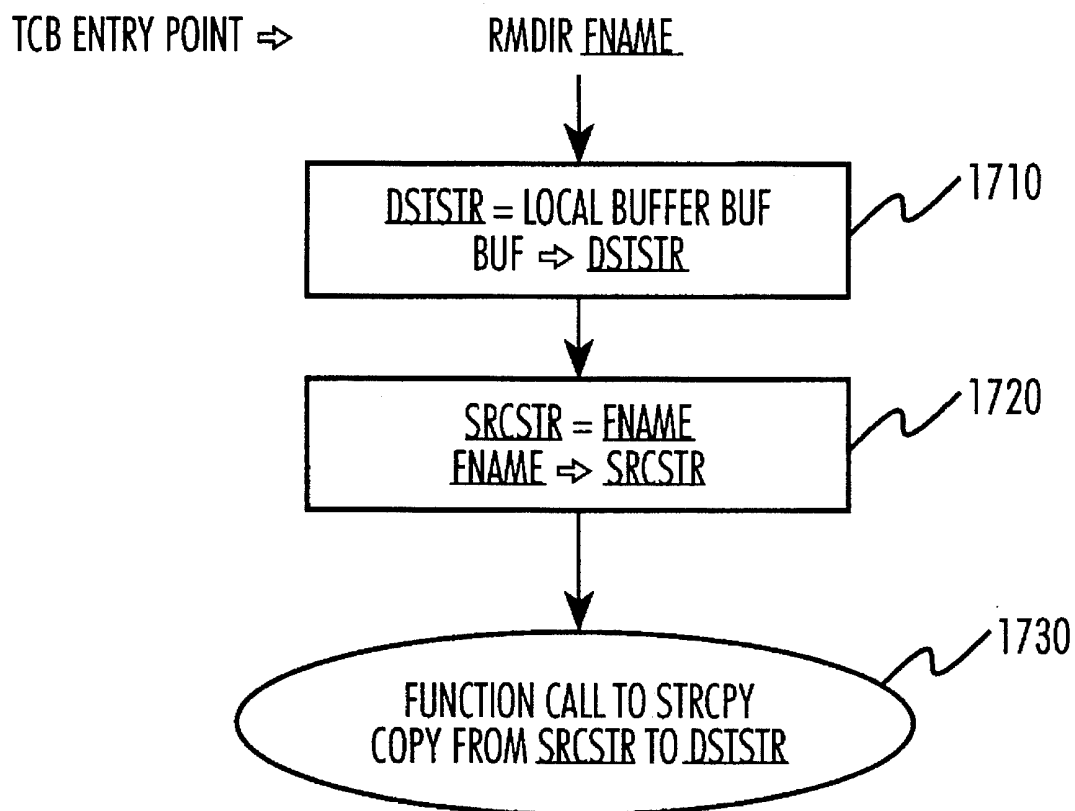 TCB ENTRY POINT ⇨ RMDIR FNAME
DSTSTR = LOCAL BUFFER BUF
BUF ⇨ DSTSTR
1710
SRCSTR = FNAME
FNAME ⇨ SRCSTR
1720
FUNCTION CALL TO STRCPY
COPY FROM SRCSTR TO DSTSTR
1730